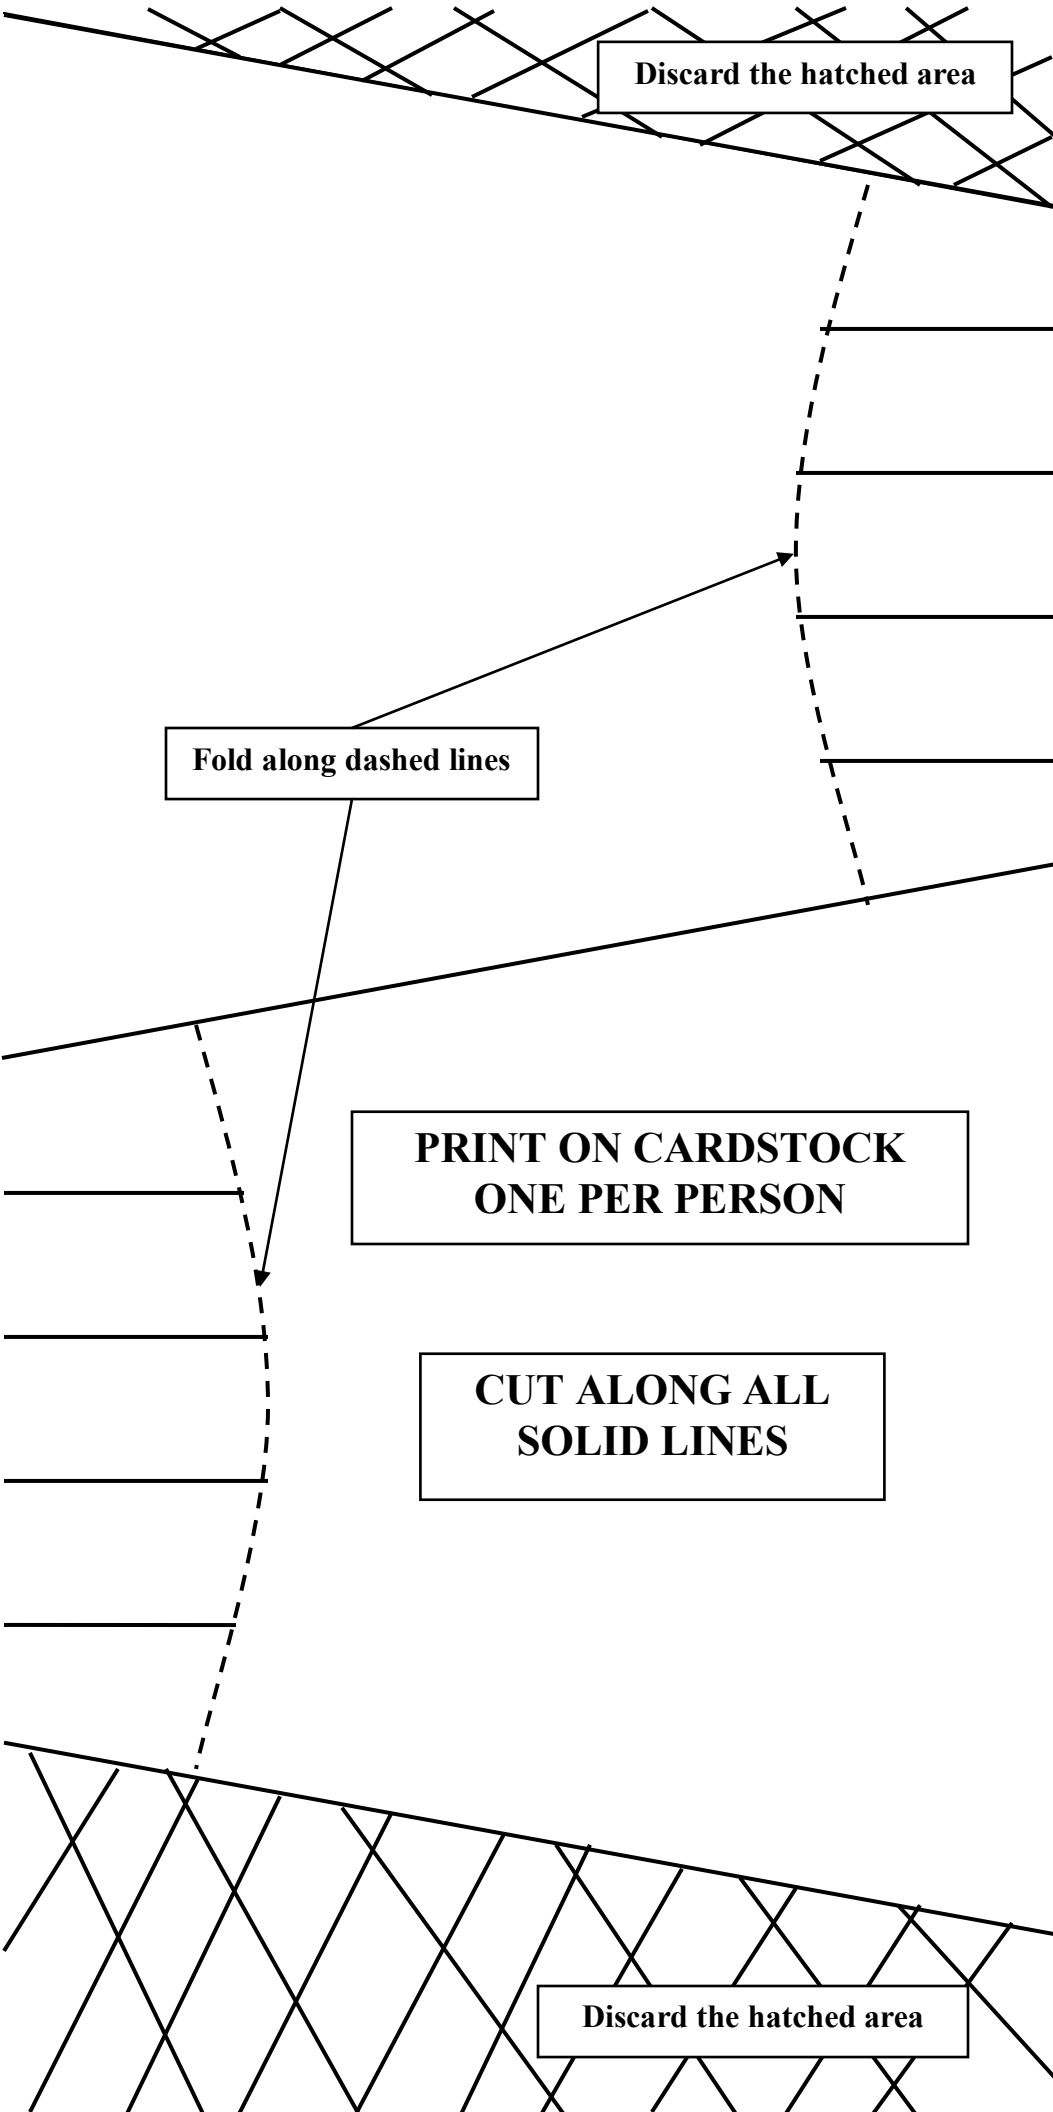 Discard the hatched area
Fold along dashed lines
PRINT ON CARDSTOCK
ONE PER PERSON
CUT ALONG ALL
SOLID LINES
Discard the hatched area